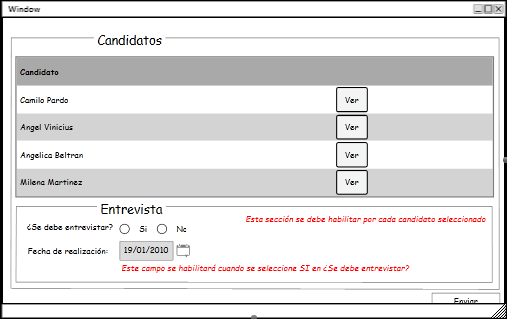 Window
Candidatos
Candidato
Camilo Pardo Ver
Angel Vinicius Ver
Angelica Beltran Ver
Milena Martinez Ver
Entrevista
Esta sección se debe habilitar por cada candidato seleccionado
¿Se debe entrevistar? Si No
Fecha de realización: 19/01/2010
Este campo se habilitará cuando se seleccione SI en ¿Se debe entrevistar?
Enviar